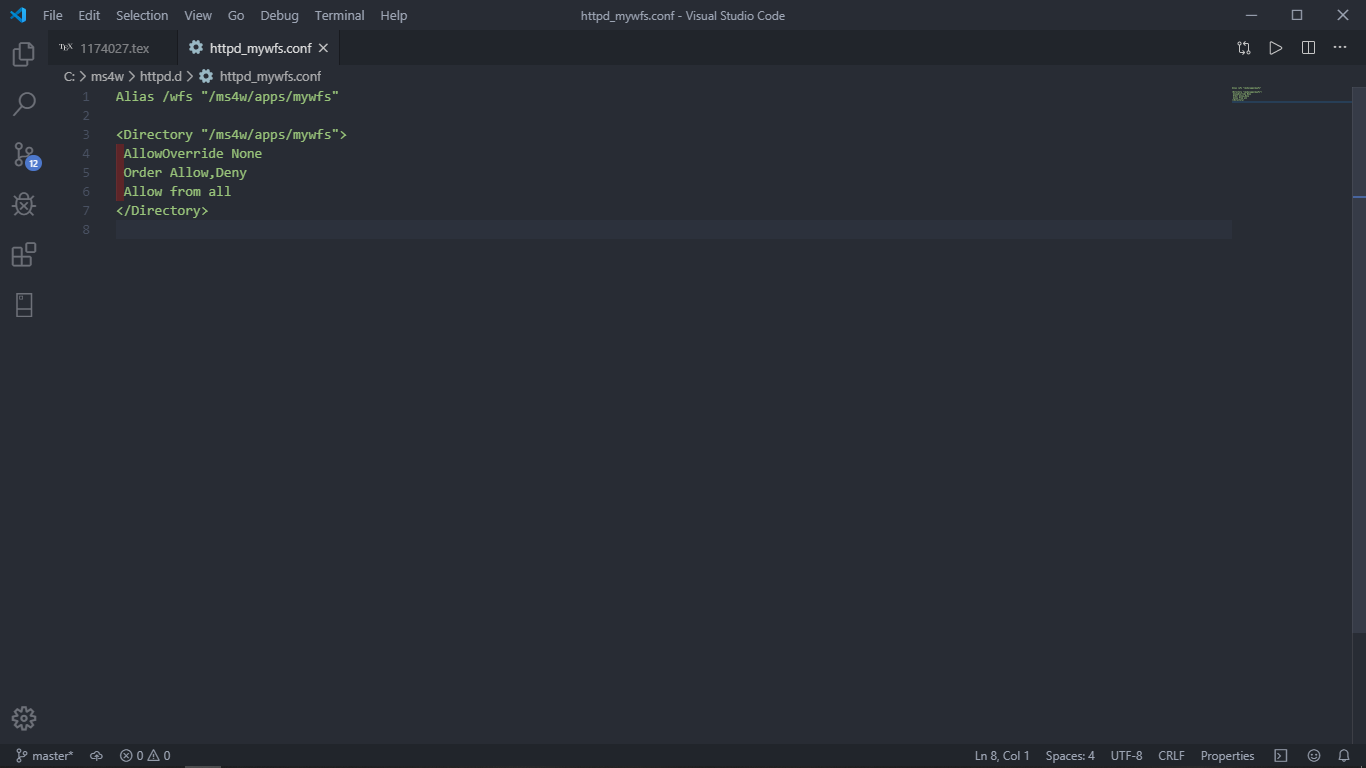 File Edit Selection View Go Debug Terminal Help httpd_mywfs.conf - Visual Studio Code
TEX 1174027.tex httpd_mywfs.conf
C: > ms4w > httpd.d > httpd_mywfs.conf
1 Alias /wfs "/ms4w/apps/mywfs"
2
3 <Directory "/ms4w/apps/mywfs">
4 AllowOverride None
5 Order Allow,Deny
6 Allow from all
7 </Directory>
8
12
master* 0 0 Ln 8, Col 1 Spaces: 4 UTF-8 CRLF Properties